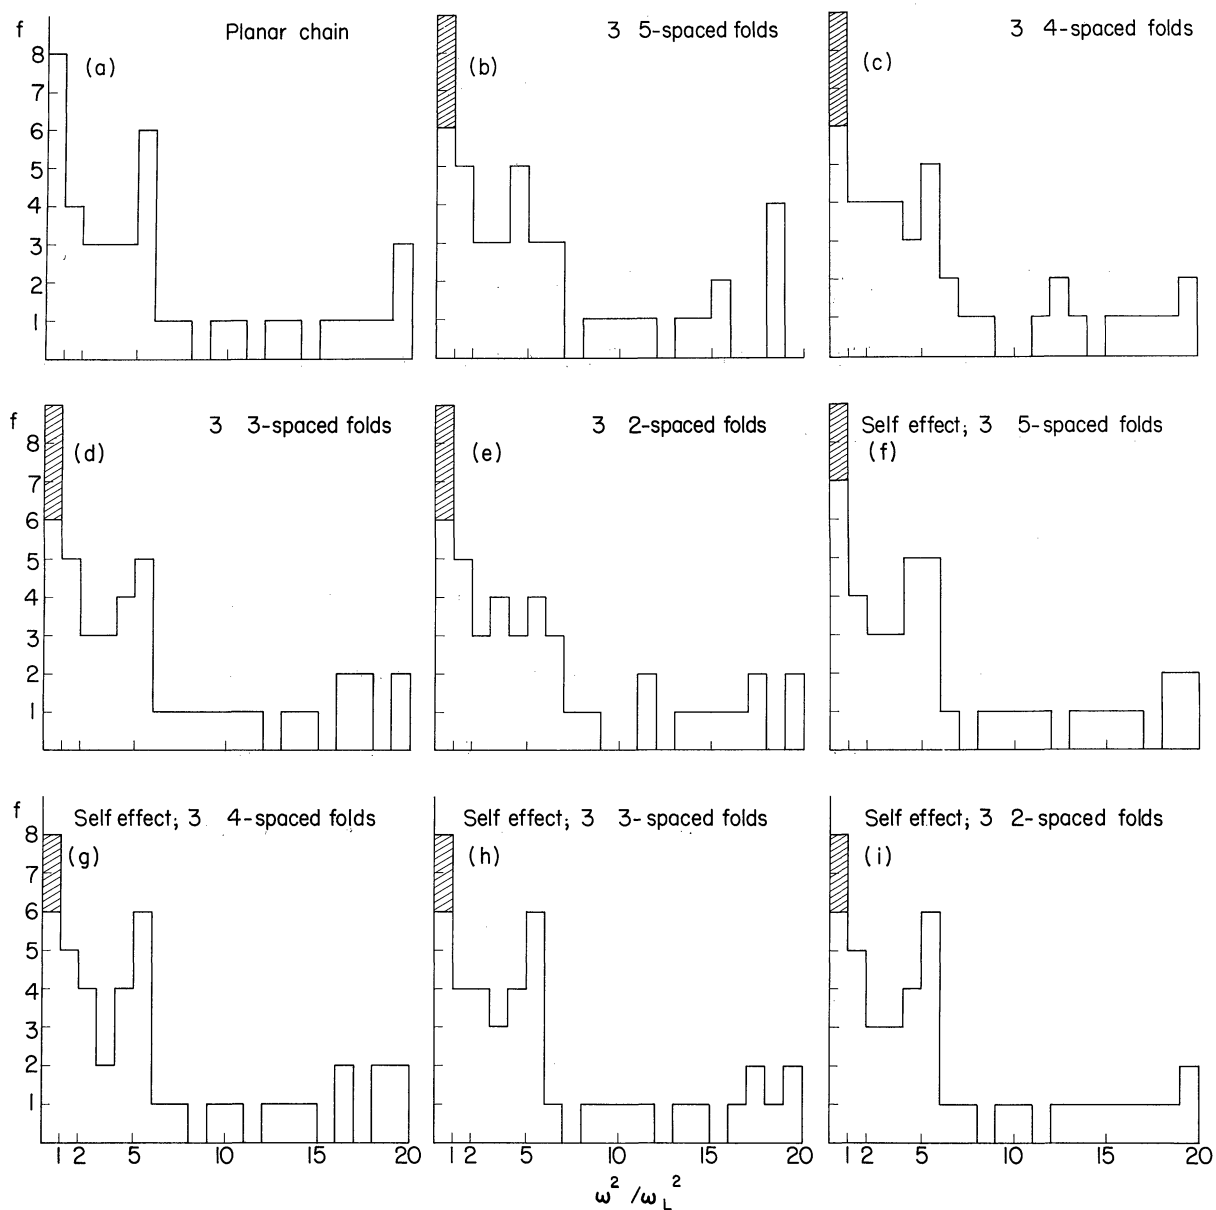 f
Planar chain
(a)
8
7
6
5
4
3
2
1
3 5-spaced folds
(b)
3 4-spaced folds
(c)
f
3 3-spaced folds
(d)
8
7
6
5
4
3
2
1
3 2-spaced folds
(e)
Self effect; 3 5-spaced folds
(f)
f
Self effect; 3 4-spaced folds
(g)
8
7
6
5
4
3
2
1
1 2 5 10 15 20
Self effect; 3 3-spaced folds
(h)
1 2 5 10 15 20
Self effect; 3 2-spaced folds
(i)
1 2 5 10 15 20
ω²/ω_L²